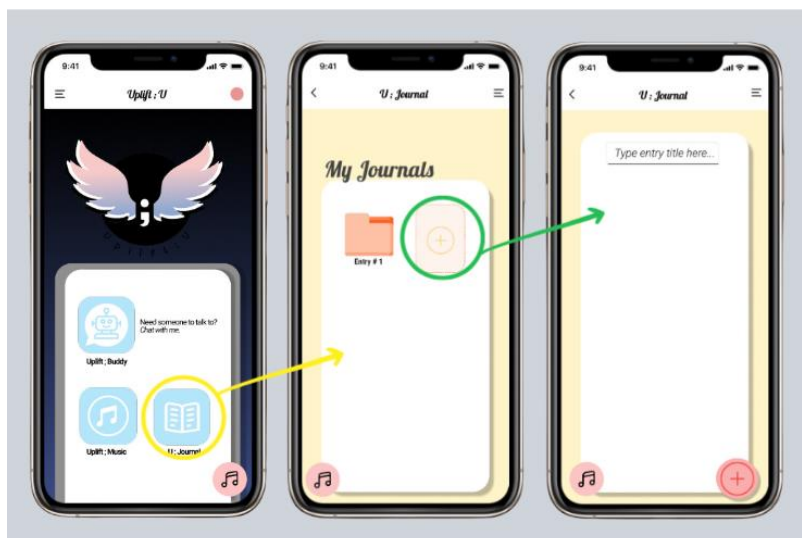 9:41
Uplift ; U
;
U p l i f t ; U
Need someone to talk to?
Chat with me.
Uplift ; Buddy
Uplift ; Music
U ; Journal
9:41
U ; Journal
My Journals
Entry # 1
9:41
U ; Journal
Type entry title here...